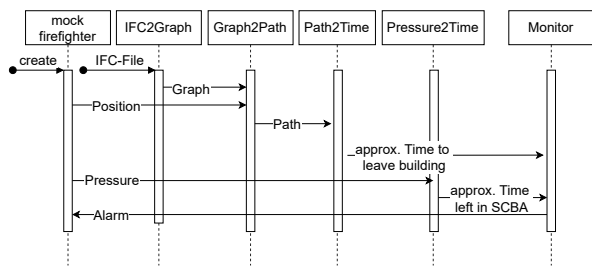 mock
firefighter
IFC2Graph
Graph2Path
Path2Time
Pressure2Time
Monitor
create
IFC-File
Graph
Position
Path
approx. Time to
leave building
Pressure
approx. Time
left in SCBA
Alarm